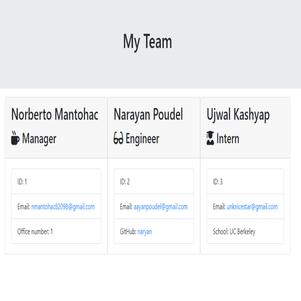 My Team
Norberto Mantohac
Manager
ID: 1
Email: nmantohac82098@gmail.com
Office number: 1
Narayan Poudel
Engineer
ID: 2
Email: aayanpoudel@gmail.com
GitHub: naryan
Ujwal Kashyap
Intern
ID: 3
Email: unknicestar@gmail.com
School: UC Berkeley